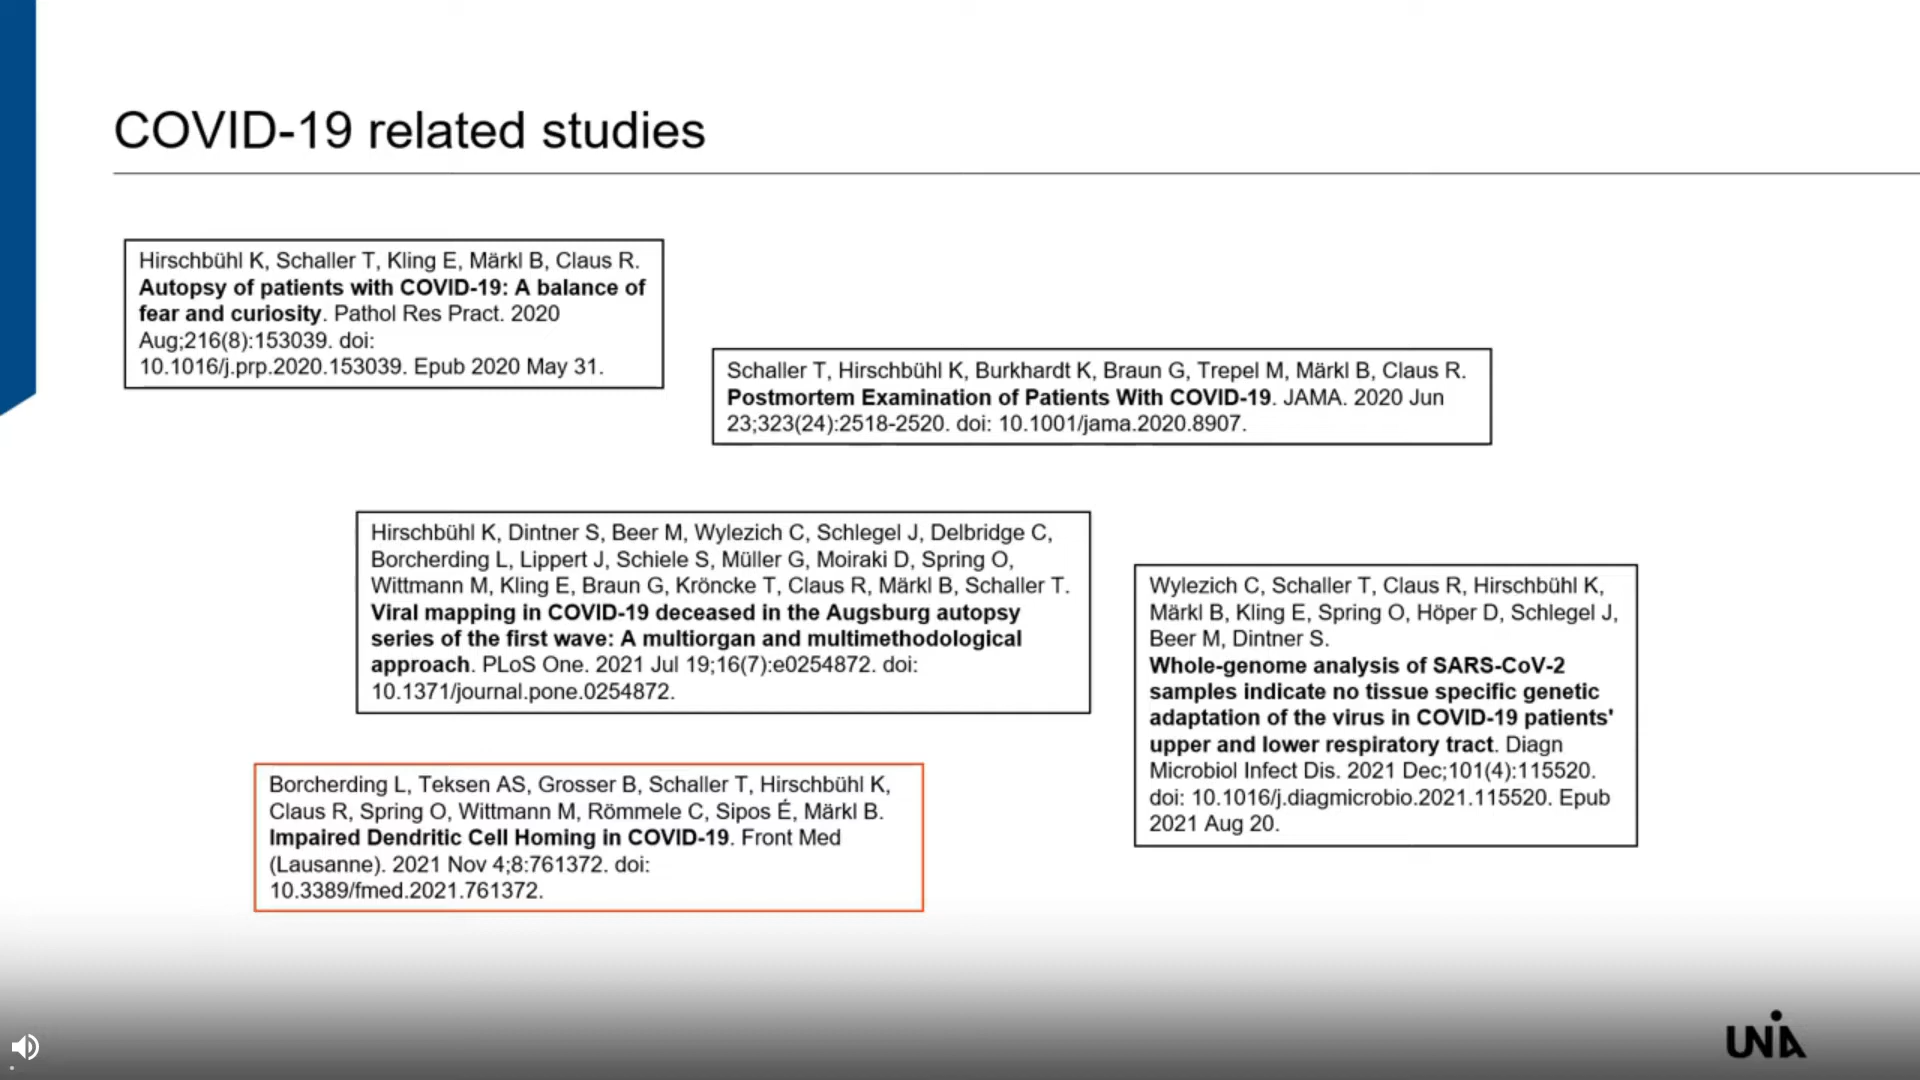 COVID-19 related studies
Hirschbühl K, Schaller T, Kling E, Märkl B, Claus R.
Autopsy of patients with COVID-19: A balance of
fear and curiosity. Pathol Res Pract. 2020
Aug;216(8):153039. doi:
10.1016/j.prp.2020.153039. Epub 2020 May 31.
Schaller T, Hirschbühl K, Burkhardt K, Braun G, Trepel M, Märkl B, Claus R.
Postmortem Examination of Patients With COVID-19. JAMA. 2020 Jun
23;323(24):2518-2520. doi: 10.1001/jama.2020.8907.
Hirschbühl K, Dintner S, Beer M, Wylezich C, Schlegel J, Delbridge C,
Borcherding L, Lippert J, Schiele S, Müller G, Moiraki D, Spring O,
Wittmann M, Kling E, Braun G, Kröncke T, Claus R, Märkl B, Schaller T.
Viral mapping in COVID-19 deceased in the Augsburg autopsy
series of the first wave: A multiorgan and multimethodological
approach. PLoS One. 2021 Jul 19;16(7):e0254872. doi:
10.1371/journal.pone.0254872.
Wylezich C, Schaller T, Claus R, Hirschbühl K,
Märkl B, Kling E, Spring O, Höper D, Schlegel J,
Beer M, Dintner S.
Whole-genome analysis of SARS-CoV-2
samples indicate no tissue specific genetic
adaptation of the virus in COVID-19 patients'
upper and lower respiratory tract. Diagn
Microbiol Infect Dis. 2021 Dec;101(4):115520.
doi: 10.1016/j.diagmicrobio.2021.115520. Epub
2021 Aug 20.
Borcherding L, Teksen AS, Grosser B, Schaller T, Hirschbühl K,
Claus R, Spring O, Wittmann M, Römmele C, Sipos É, Märkl B.
Impaired Dendritic Cell Homing in COVID-19. Front Med
(Lausanne). 2021 Nov 4;8:761372. doi:
10.3389/fmed.2021.761372.
UNIA